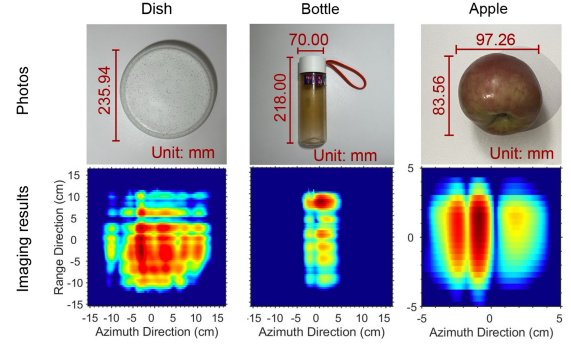 Dish
Bottle
Apple
Photos
235.94
Unit: mm
70.00
218.00
Unit: mm
97.26
83.56
Unit: mm
Imaging results
Range Direction (cm)
15
10
5
0
-5
-10
-15
-15 -10 -5 0 5 10 15
Azimuth Direction (cm)
-15 -10 -5 0 5 10 15
Azimuth Direction (cm)
5
0
-5
-5 0 5
Azimuth Direction (cm)